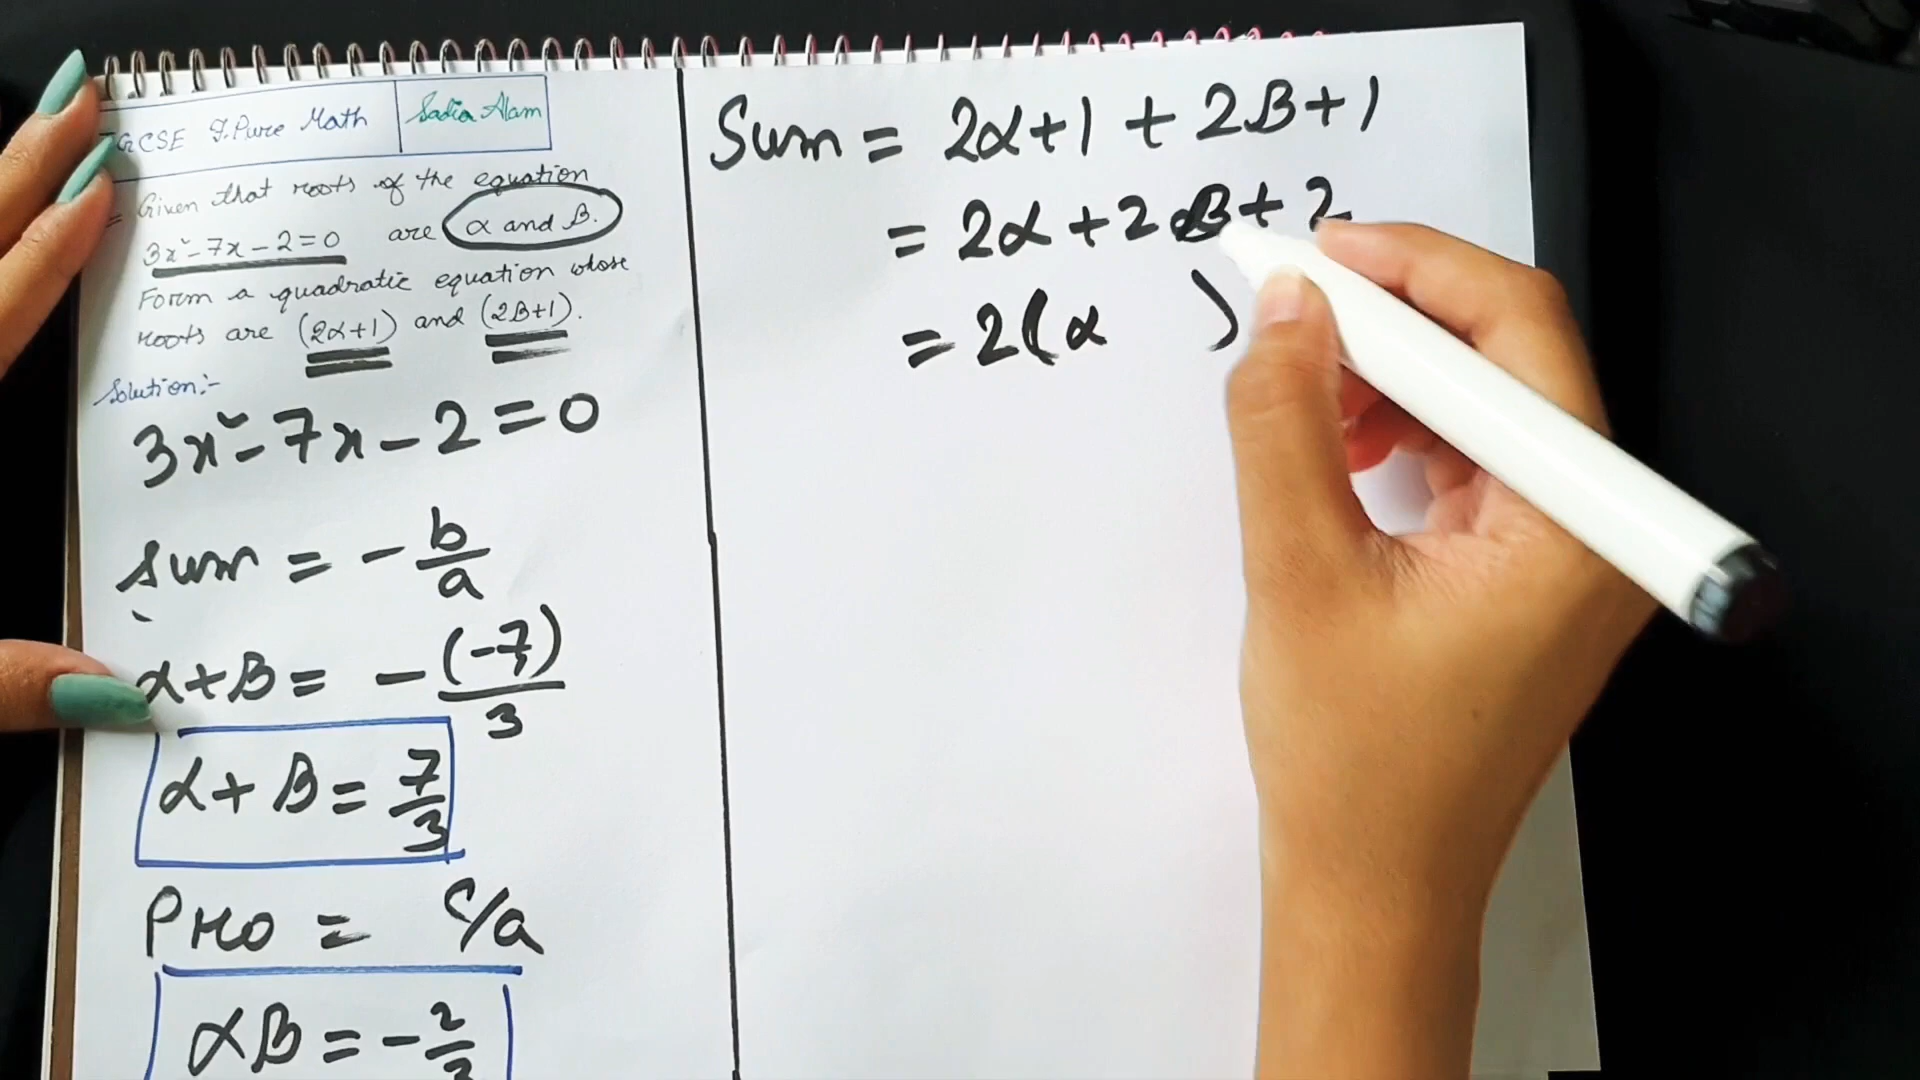 IGCSE F.Pure Math
Sadia Alam
Given that roots of the equation
3x² - 7x - 2 = 0 are α and β.
Form a quadratic equation whose
roots are (2α+1) and (2β+1).
Solution:-
3x² - 7x - 2 = 0
Sum = - b/a
α + β = - (-7)/3
α + β = 7/3
Pro = c/a
αβ = - 2/3
Sum = 2α+1 + 2β+1
= 2α + 2β + 2
= 2(α )